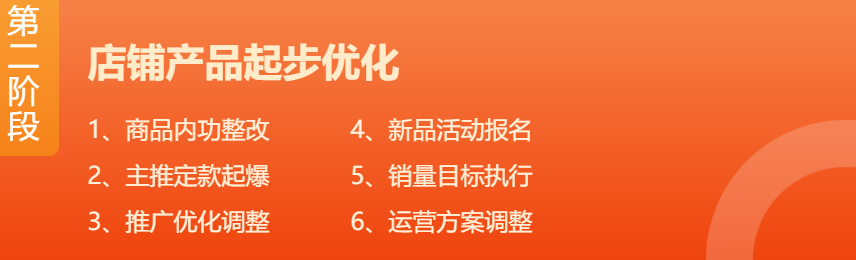 第二阶段
店铺产品起步优化
1、商品内功整改
2、主推定款起爆
3、推广优化调整
4、新品活动报名
5、销量目标执行
6、运营方案调整